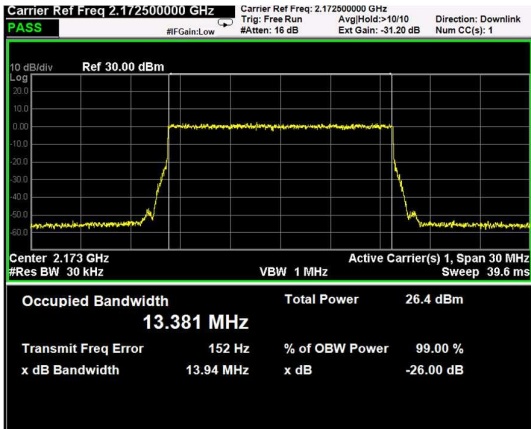 Carrier Ref Freq 2.172500000 GHz
PASS
#IFGain:Low
Carrier Ref Freq: 2.172500000 GHz
Trig: Free Run
#Atten: 16 dB
Avg|Hold:>10/10
Ext Gain: -31.20 dB
Direction: Downlink
Num CC(s): 1
10 dB/div
Ref 30.00 dBm
Log
20.0
10.0
0.00
-10.0
-20.0
-30.0
-40.0
-50.0
-60.0
Center 2.173 GHz
Active Carrier(s) 1, Span 30 MHz
#Res BW 30 kHz
VBW 1 MHz
Sweep 39.6 ms
Occupied Bandwidth
13.381 MHz
Total Power 26.4 dBm
Transmit Freq Error 152 Hz
% of OBW Power 99.00 %
x dB Bandwidth 13.94 MHz
x dB -26.00 dB